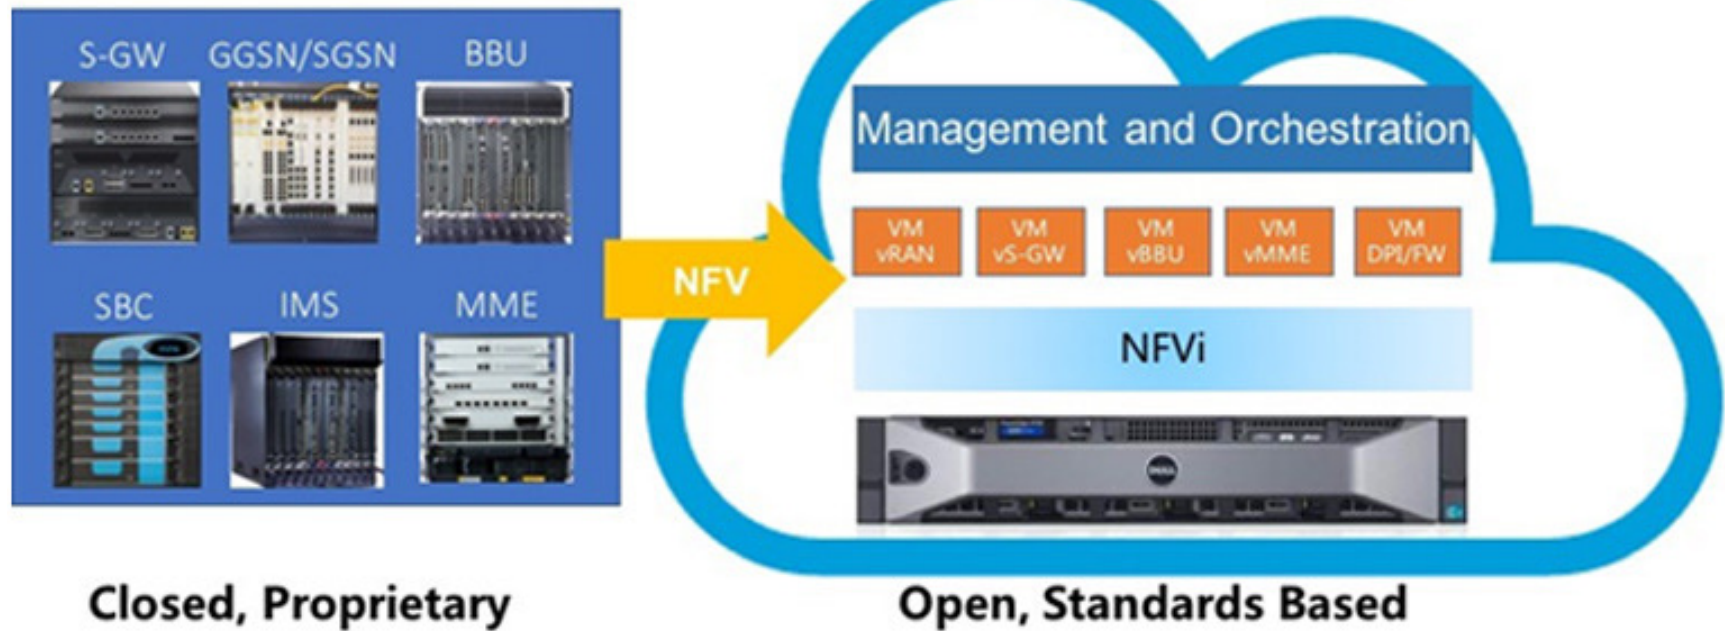 S-GW GGSN/SGSN BBU
SBC IMS MME
Closed, Proprietary
NFV
Management and Orchestration
VM
vRAN
VM
vS-GW
VM
vBBU
VM
vMME
VM
DPI/FW
NFVi
DELL
Open, Standards Based